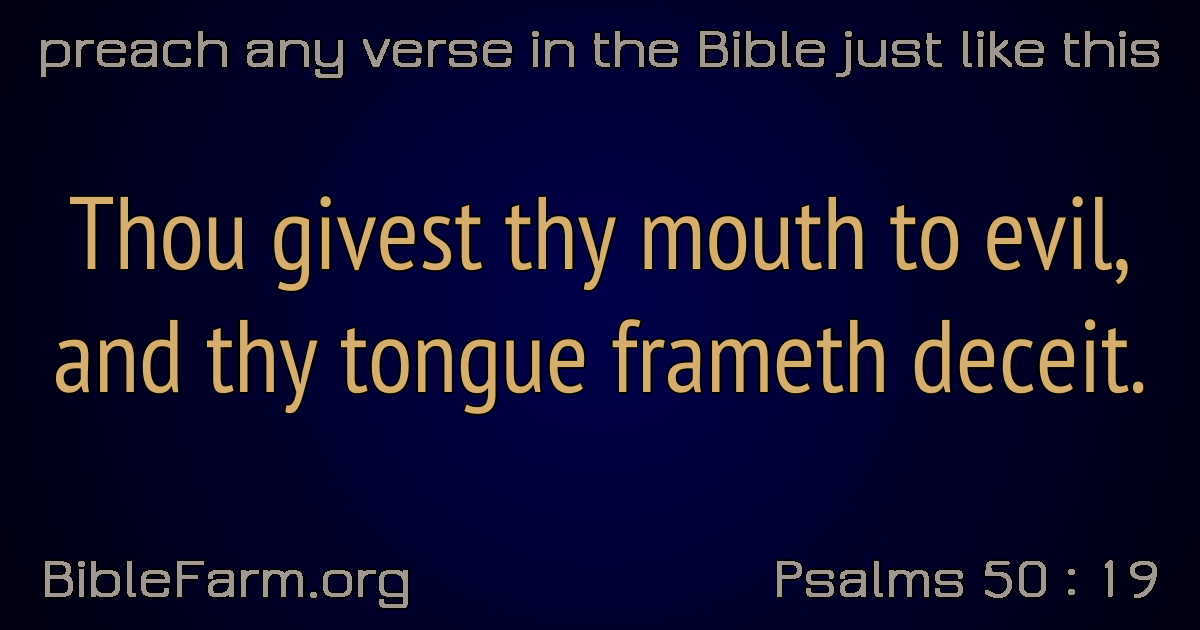 preach any verse in the Bible just like this
Thou givest thy mouth to evil,
and thy tongue frameth deceit.
BibleFarm.org
Psalms 50 : 19